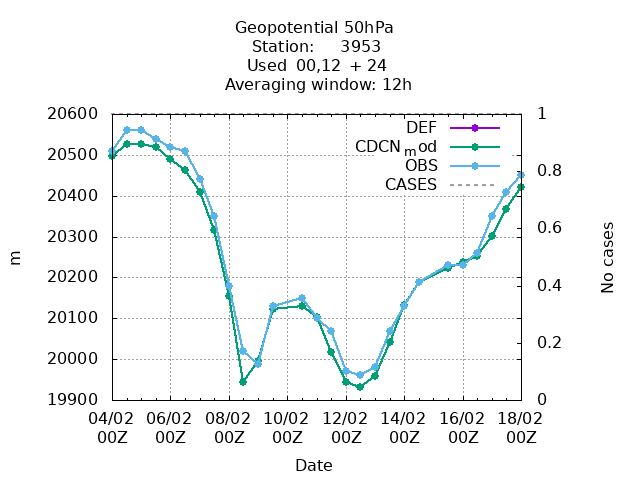 Geopotential 50hPa
Station: 3953
Used 00,12 + 24
Averaging window: 12h
20600
20500
20400
20300
20200
20100
20000
19900
m
1
0.8
0.6
0.4
0.2
0
No cases
DEF
CDCN_mod
OBS
CASES
04/02 06/02 08/02 10/02 12/02 14/02 16/02 18/02
00Z 00Z 00Z 00Z 00Z 00Z 00Z 00Z
Date